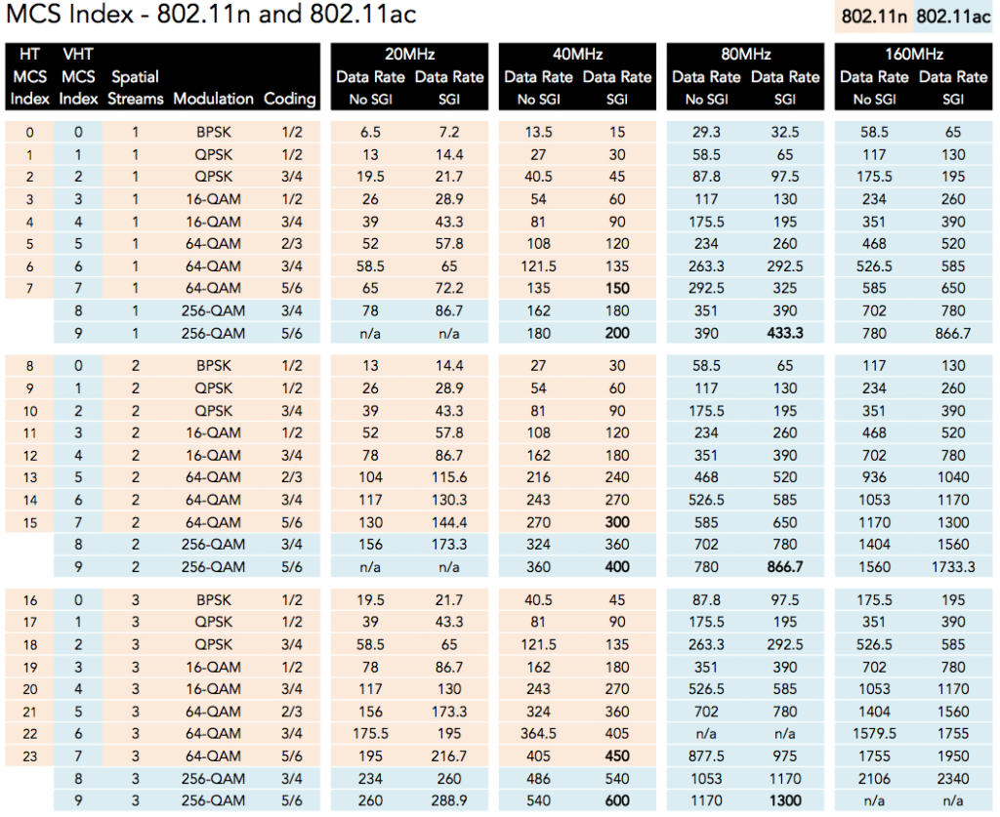 MCS Index - 802.11n and 802.11ac
802.11n 802.11ac
HT VHT 20MHz 40MHz 80MHz 160MHz
MCS MCS Spatial Data Rate Data Rate Data Rate Data Rate Data Rate Data Rate Data Rate Data Rate
Index Index Streams Modulation Coding No SGI SGI No SGI SGI No SGI SGI No SGI SGI
0 0 1 BPSK 1/2 6.5 7.2 13.5 15 29.3 32.5 58.5 65
1 1 1 QPSK 1/2 13 14.4 27 30 58.5 65 117 130
2 2 1 QPSK 3/4 19.5 21.7 40.5 45 87.8 97.5 175.5 195
3 3 1 16-QAM 1/2 26 28.9 54 60 117 130 234 260
4 4 1 16-QAM 3/4 39 43.3 81 90 175.5 195 351 390
5 5 1 64-QAM 2/3 52 57.8 108 120 234 260 468 520
6 6 1 64-QAM 3/4 58.5 65 121.5 135 263.3 292.5 526.5 585
7 7 1 64-QAM 5/6 65 72.2 135 150 292.5 325 585 650
8 1 256-QAM 3/4 78 86.7 162 180 351 390 702 780
9 1 256-QAM 5/6 n/a n/a 180 200 390 433.3 780 866.7
8 0 2 BPSK 1/2 13 14.4 27 30 58.5 65 117 130
9 1 2 QPSK 1/2 26 28.9 54 60 117 130 234 260
10 2 2 QPSK 3/4 39 43.3 81 90 175.5 195 351 390
11 3 2 16-QAM 1/2 52 57.8 108 120 234 260 468 520
12 4 2 16-QAM 3/4 78 86.7 162 180 351 390 702 780
13 5 2 64-QAM 2/3 104 115.6 216 240 468 520 936 1040
14 6 2 64-QAM 3/4 117 130.3 243 270 526.5 585 1053 1170
15 7 2 64-QAM 5/6 130 144.4 270 300 585 650 1170 1300
8 2 256-QAM 3/4 156 173.3 324 360 702 780 1404 1560
9 2 256-QAM 5/6 n/a n/a 360 400 780 866.7 1560 1733.3
16 0 3 BPSK 1/2 19.5 21.7 40.5 45 87.8 97.5 175.5 195
17 1 3 QPSK 1/2 39 43.3 81 90 175.5 195 351 390
18 2 3 QPSK 3/4 58.5 65 121.5 135 263.3 292.5 526.5 585
19 3 3 16-QAM 1/2 78 86.7 162 180 351 390 702 780
20 4 3 16-QAM 3/4 117 130 243 270 526.5 585 1053 1170
21 5 3 64-QAM 2/3 156 173.3 324 360 702 780 1404 1560
22 6 3 64-QAM 3/4 175.5 195 364.5 405 n/a n/a 1579.5 1755
23 7 3 64-QAM 5/6 195 216.7 405 450 877.5 975 1755 1950
8 3 256-QAM 3/4 234 260 486 540 1053 1170 2106 2340
9 3 256-QAM 5/6 260 288.9 540 600 1170 1300 n/a n/a